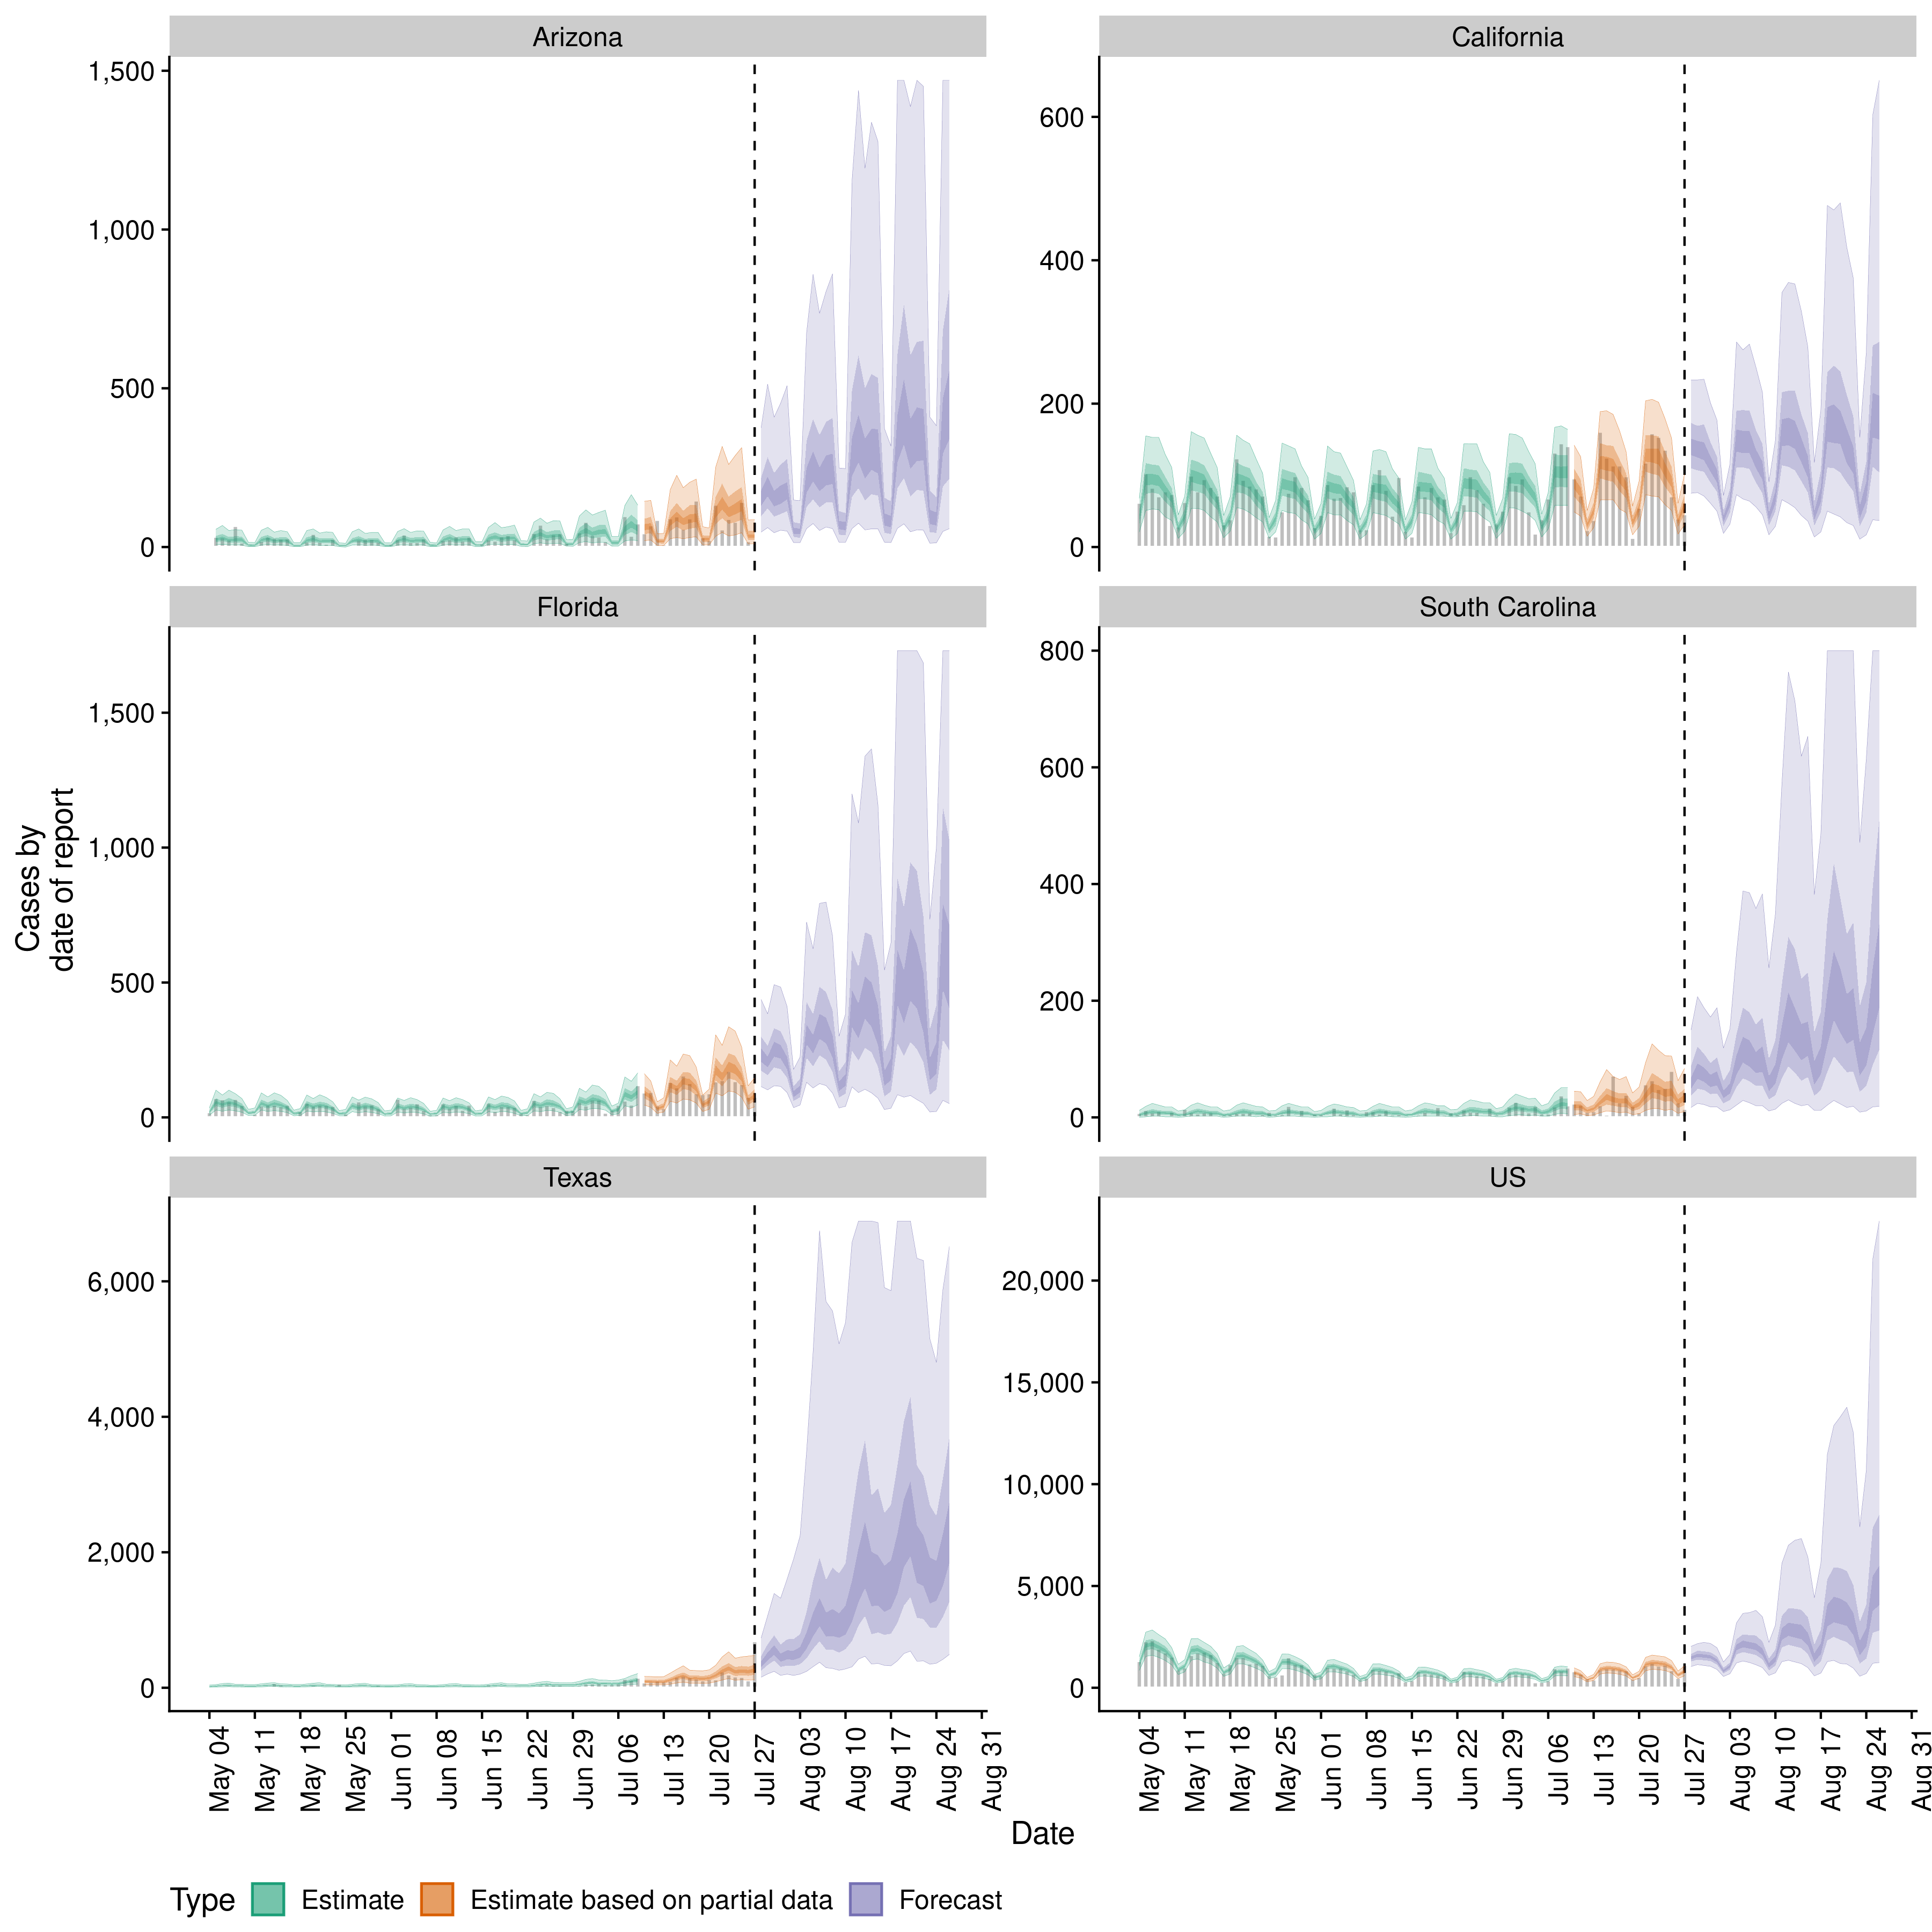 Arizona
California
1,500
1,000
500
0
600
400
200
0
Florida
South Carolina
Cases by
date of report
1,500
1,000
500
0
800
600
400
200
0
Texas
US
6,000
4,000
2,000
0
20,000
15,000
10,000
5,000
0
May 04
May 11
May 18
May 25
Jun 01
Jun 08
Jun 15
Jun 22
Jun 29
Jul 06
Jul 13
Jul 20
Jul 27
Aug 03
Aug 10
Aug 17
Aug 24
Aug 31
May 04
May 11
May 18
May 25
Jun 01
Jun 08
Jun 15
Jun 22
Jun 29
Jul 06
Jul 13
Jul 20
Jul 27
Aug 03
Aug 10
Aug 17
Aug 24
Aug 31
Date
Type Estimate Estimate based on partial data Forecast